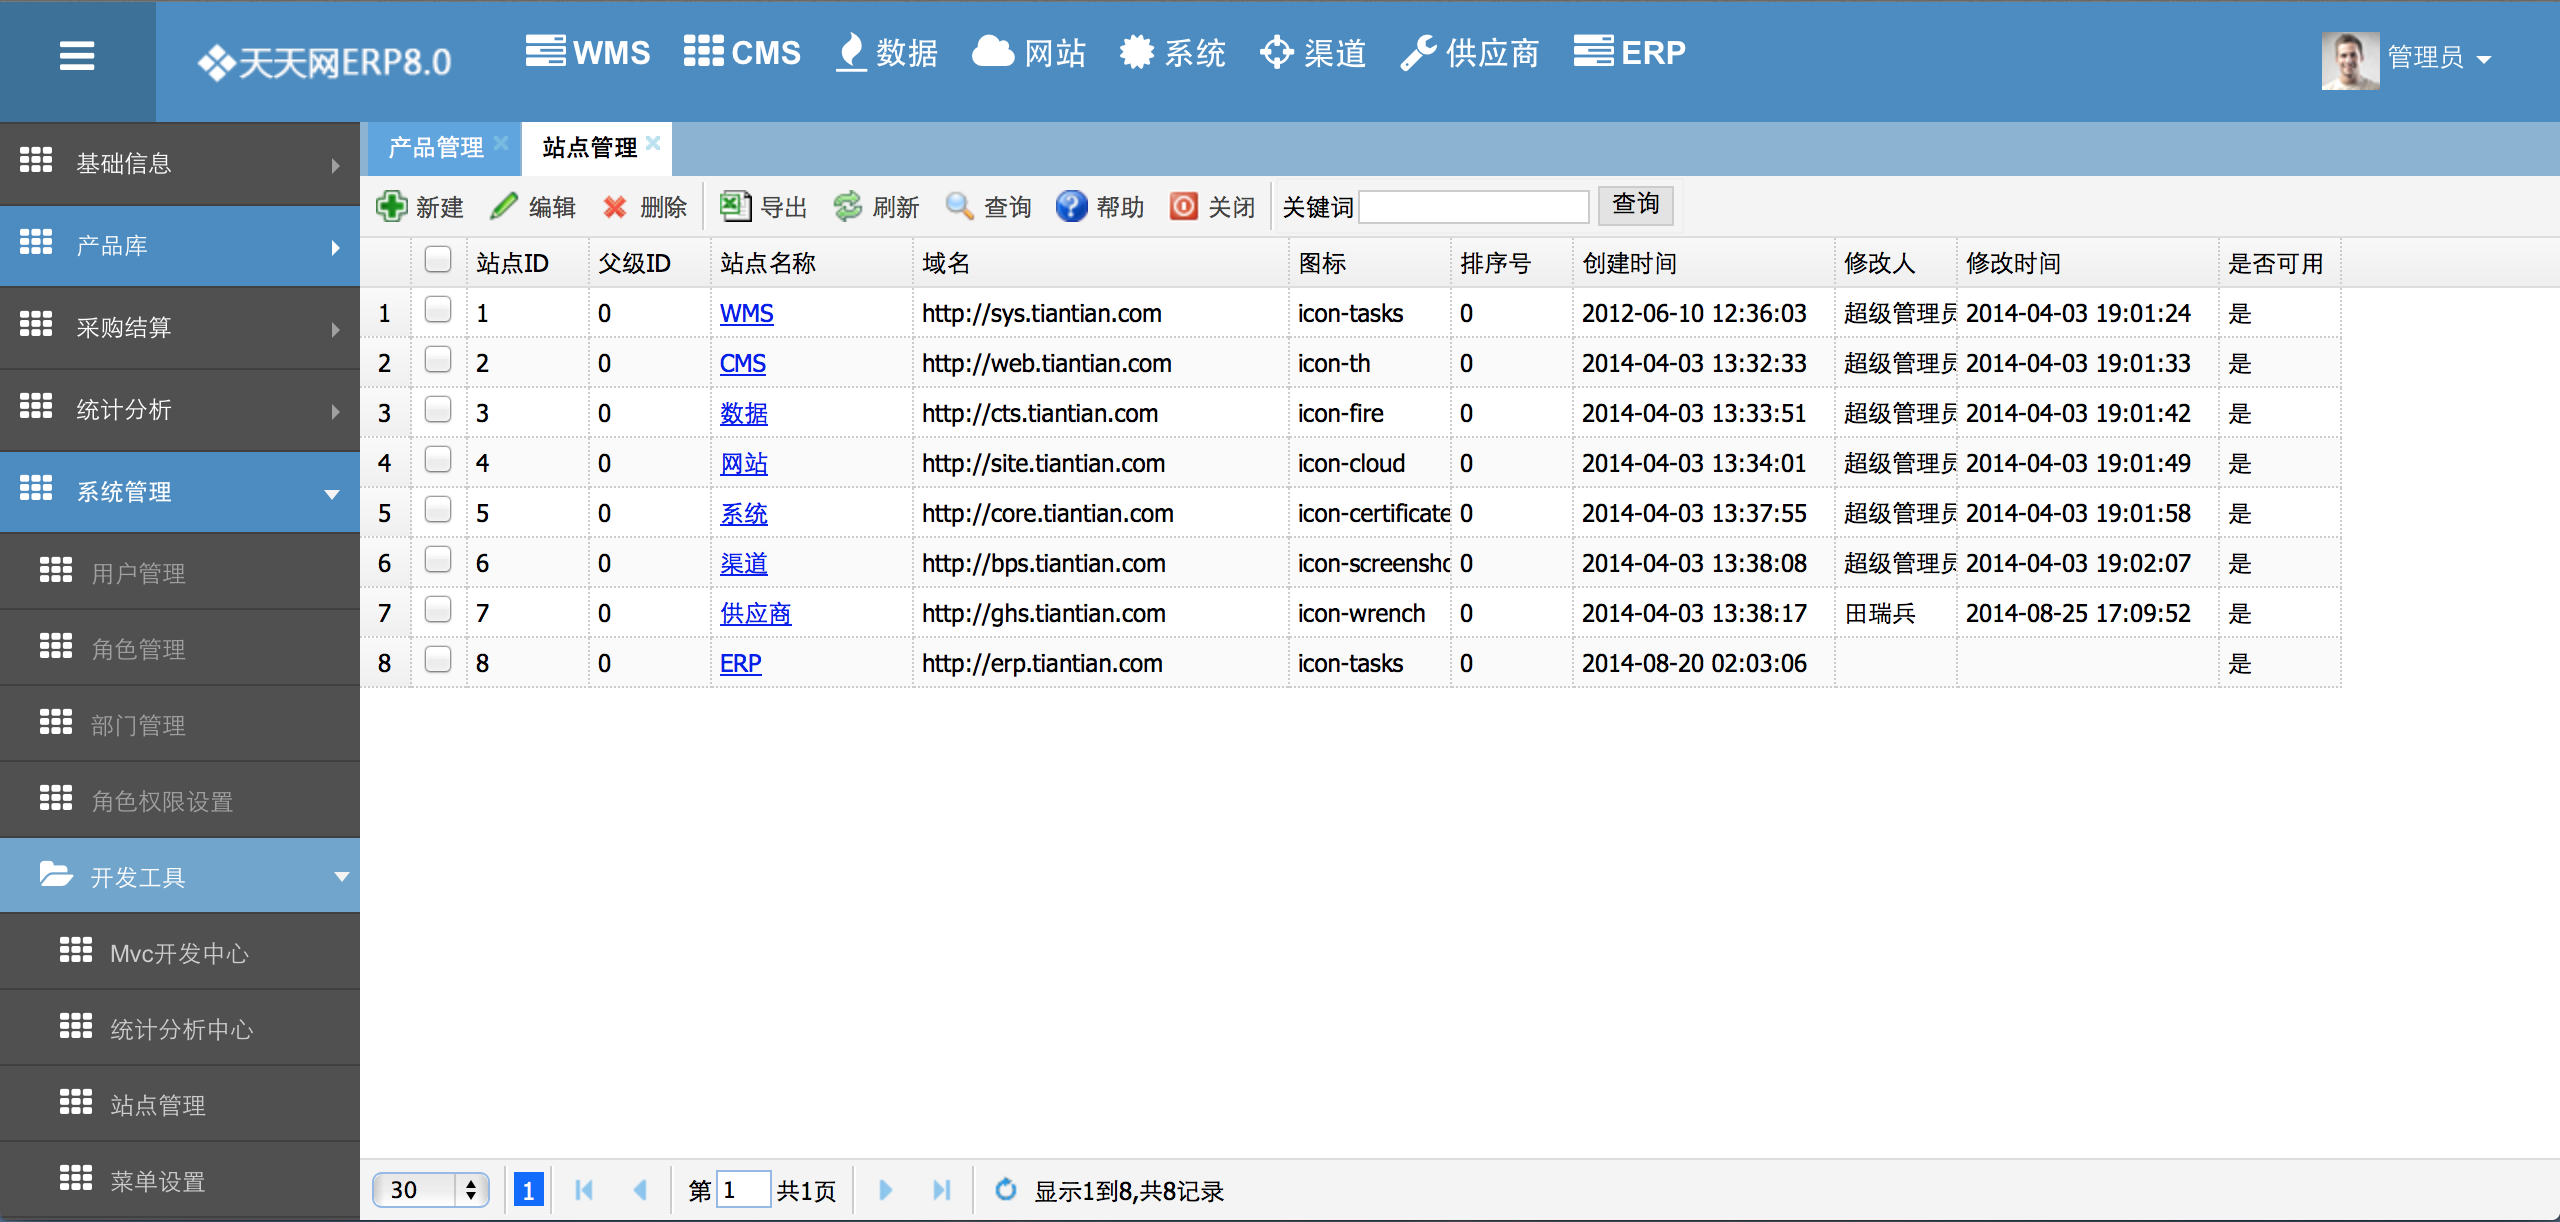 天天网ERP8.0 WMS CMS 数据 网站 系统 渠道 供应商 ERP 管理员
基础信息
产品库
采购结算
统计分析
系统管理
用户管理
角色管理
部门管理
角色权限设置
开发工具
Mvc开发中心
统计分析中心
站点管理
菜单设置
产品管理 站点管理
新建 编辑 删除 导出 刷新 查询 帮助 关闭 关键词 查询
站点ID 父级ID 站点名称 域名 图标 排序号 创建时间 修改人 修改时间 是否可用
1 1 0 WMS http://sys.tiantian.com icon-tasks 0 2012-06-10 12:36:03 超级管理员 2014-04-03 19:01:24 是
2 2 0 CMS http://web.tiantian.com icon-th 0 2014-04-03 13:32:33 超级管理员 2014-04-03 19:01:33 是
3 3 0 数据 http://cts.tiantian.com icon-fire 0 2014-04-03 13:33:51 超级管理员 2014-04-03 19:01:42 是
4 4 0 网站 http://site.tiantian.com icon-cloud 0 2014-04-03 13:34:01 超级管理员 2014-04-03 19:01:49 是
5 5 0 系统 http://core.tiantian.com icon-certificate 0 2014-04-03 13:37:55 超级管理员 2014-04-03 19:01:58 是
6 6 0 渠道 http://bps.tiantian.com icon-screensho 0 2014-04-03 13:38:08 超级管理员 2014-04-03 19:02:07 是
7 7 0 供应商 http://ghs.tiantian.com icon-wrench 0 2014-04-03 13:38:17 田瑞兵 2014-08-25 17:09:52 是
8 8 0 ERP http://erp.tiantian.com icon-tasks 0 2014-08-20 02:03:06 是
30 1 第 1 共1页 显示1到8,共8记录